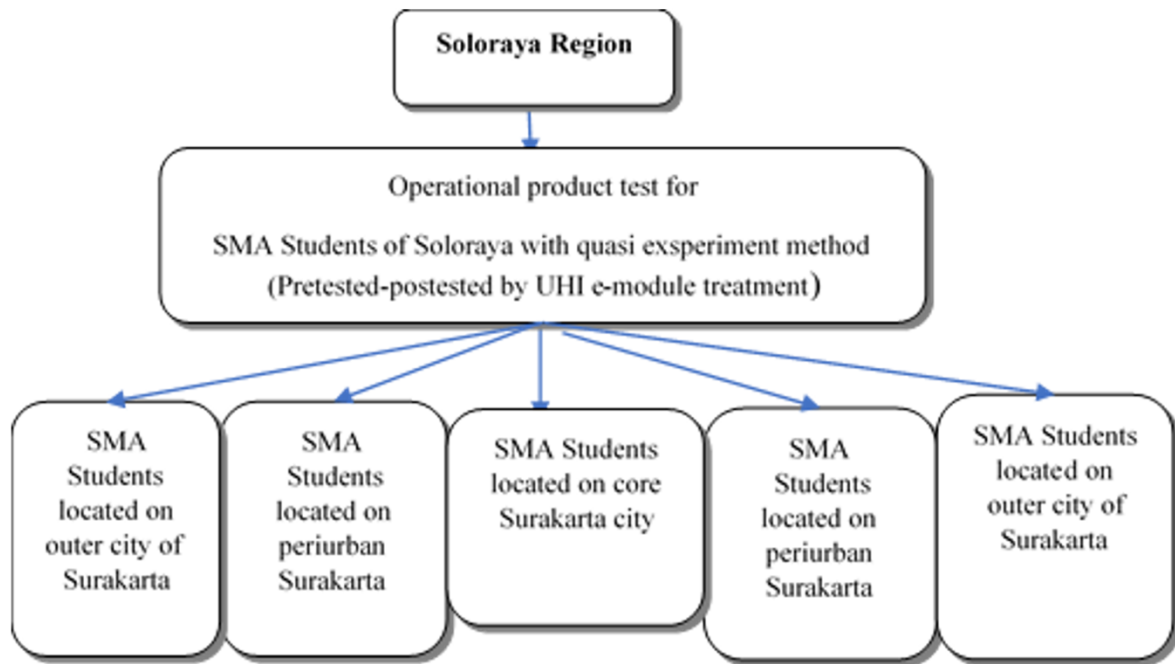 Soloraya Region
Operational product test for
SMA Students of Soloraya with quasi exsperiment method
(Pretested-postested by UHI e-module treatment)
SMA
Students
located on
outer city of
Surakarta
SMA
Students
located on
periurban
Surakarta
SMA Students
located on core
Surakarta city
SMA
Students
located on
periurban
Surakarta
SMA Students
located on
outer city of
Surakarta